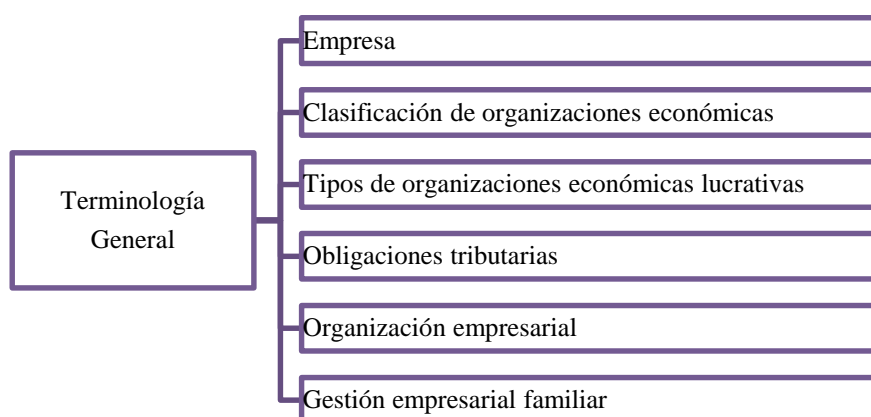 Terminología
General
Empresa
Clasificación de organizaciones económicas
Tipos de organizaciones económicas lucrativas
Obligaciones tributarias
Organización empresarial
Gestión empresarial familiar